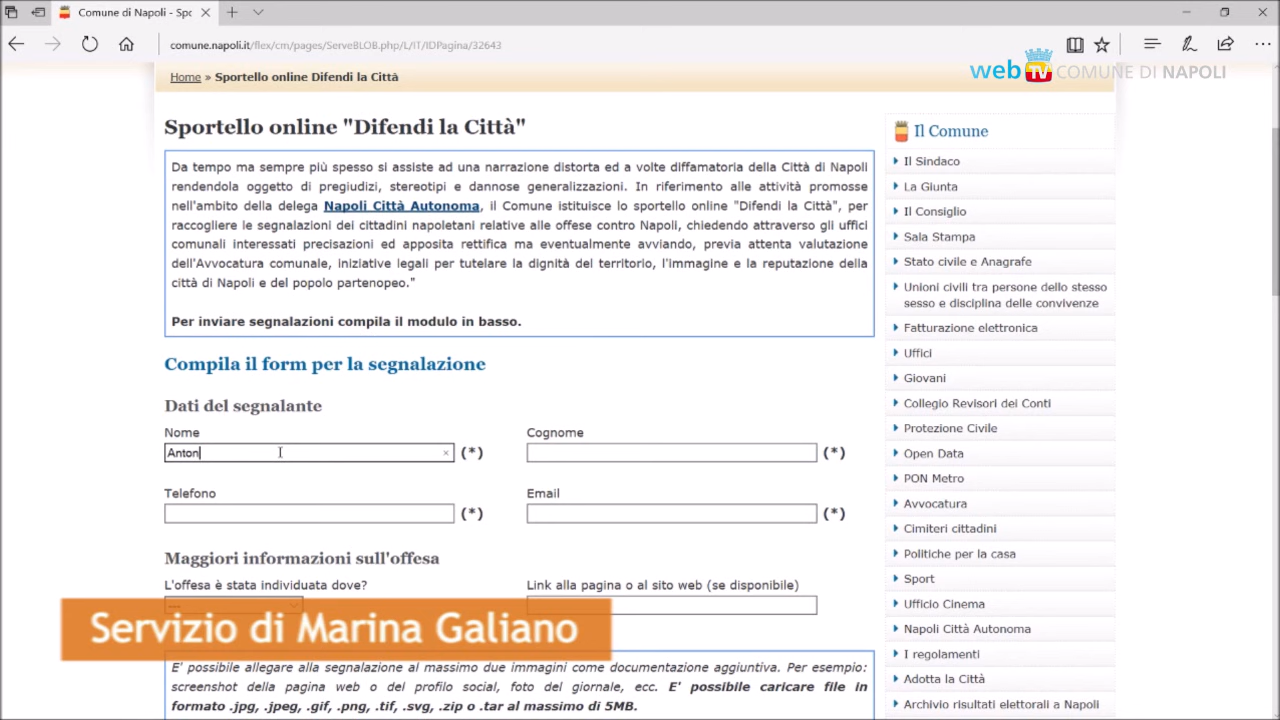 Comune di Napoli - Spo
comune.napoli.it/flex/cm/pages/ServeBLOB.php/L/IT/IDPagina/32643
web TV COMUNE DI NAPOLI
Home » Sportello online Difendi la Città
Sportello online "Difendi la Città"
Da tempo ma sempre più spesso si assiste ad una narrazione distorta ed a volte diffamatoria della Città di Napoli
rendendola oggetto di pregiudizi, stereotipi e dannose generalizzazioni. In riferimento alle attività promosse
nell'ambito della delega Napoli Città Autonoma, il Comune istituisce lo sportello online "Difendi la Città", per
raccogliere le segnalazioni dei cittadini napoletani relative alle offese contro Napoli, chiedendo attraverso gli uffici
comunali interessati precisazioni ed apposita rettifica ma eventualmente avviando, previa attenta valutazione
dell'Avvocatura comunale, iniziative legali per tutelare la dignità del territorio, l'immagine e la reputazione della
città di Napoli e del popolo partenopeo."
Per inviare segnalazioni compila il modulo in basso.
Compila il form per la segnalazione
Dati del segnalante
Nome
Anton
(*)
Cognome
(*)
Telefono
(*)
Email
(*)
Maggiori informazioni sull'offesa
L'offesa è stata individuata dove?
---
Link alla pagina o al sito web (se disponibile)
Servizio di Marina Galiano
E' possibile allegare alla segnalazione al massimo due immagini come documentazione aggiuntiva. Per esempio:
screenshot della pagina web o del profilo social, foto del giornale, ecc. E' possibile caricare file in
formato .jpg, .jpeg, .gif, .png, .tif, .svg, .zip o .tar al massimo di 5MB.
Il Comune
Il Sindaco
La Giunta
Il Consiglio
Sala Stampa
Stato civile e Anagrafe
Unioni civili tra persone dello stesso
sesso e disciplina delle convivenze
Fatturazione elettronica
Uffici
Giovani
Collegio Revisori dei Conti
Protezione Civile
Open Data
PON Metro
Avvocatura
Cimiteri cittadini
Politiche per la casa
Sport
Ufficio Cinema
Napoli Città Autonoma
I regolamenti
Adotta la Città
Archivio risultati elettorali a Napoli